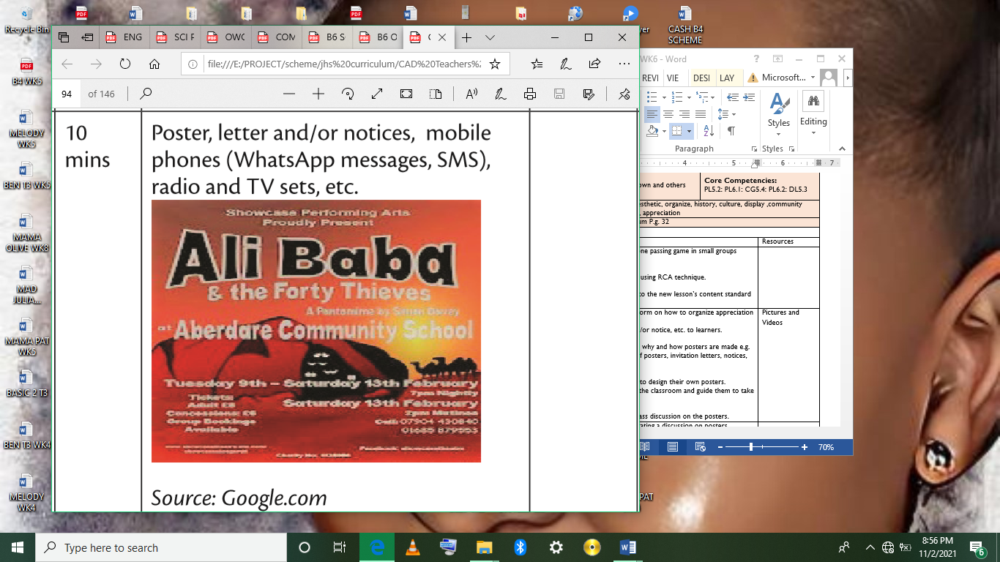 Recycle Bin
B4 WK5
MELODY
WK5
BEN T3 WK5
MAMA
OLIVE WK8
MAD
JULIA...
MAMA PAT
WK5
BASIC 2 T3
BEN T3 WK4
MELODY
WK4
ver
CASH B4
SCHEME
ENG
SCI F
OWC
COM
B6 S
B6 O
file:///E:/PROJECT/scheme/jhs%20curriculum/CAD%20Teachers%2
94 of 146
10
mins
Poster, letter and/or notices, mobile
phones (WhatsApp messages, SMS),
radio and TV sets, etc.
Showcase Performing Arts
Proudly Present
Ali Baba
& the Forty Thieves
A Pantomime by
at Aberdare Community School
Tuesday 9th – Saturday 13th February
7pm Nightly
Saturday 13th February
2pm Matinee
Tickets:
Adult £8
Concessions: £6
Group Bookings
Available
Call: 07904 430840
01685
Charity No:
Source: Google.com
WK6 - Word
REVI VIE DESI LAY Microsoft...
Styles
Editing
Paragraph
Styles
4 5 6 7
own and others
Core Competencies:
PL5.2: PL6.1: CG5.4: PL6.2: DL5.3
esthetic, organize, history, culture, display ,community
, appreciation
um P.g. 32
Resources
one passing game in small groups
using RCA technique.
to the new lesson's content standard
orm on how to organize appreciation
/or notice, etc. to learners.
why and how posters are made e.g.
f posters, invitation letters, notices,
to design their own posters.
the classroom and guide them to take
ass discussion on the posters.
ating a discussion on posters
Pictures and
Videos
70%
PAT
Type here to search
8:56 PM
11/2/2021
6